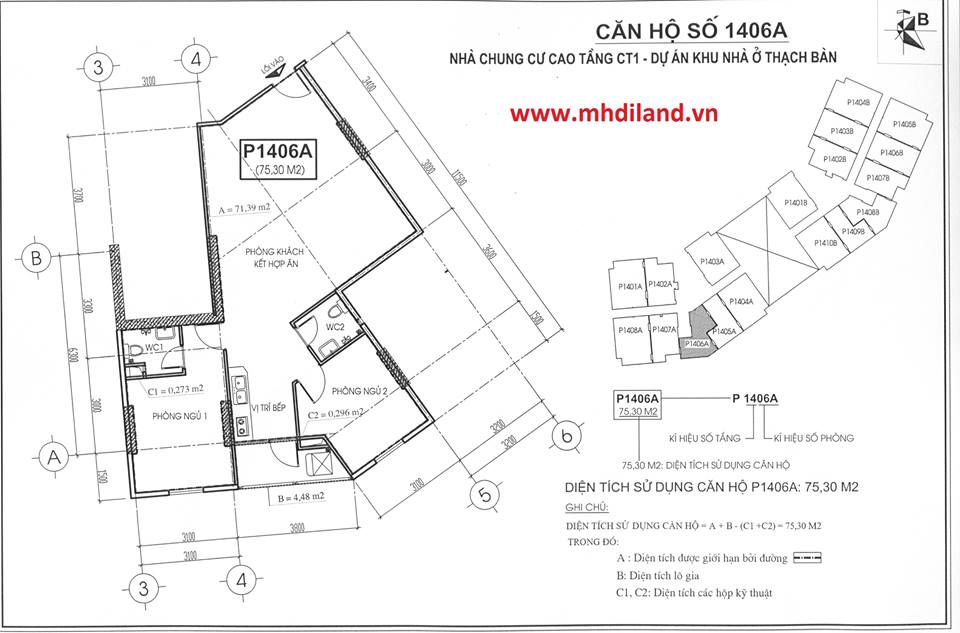 CĂN HỘ SỐ 1406A
NHÀ CHUNG CƯ CAO TẦNG CT1 - DỰ ÁN KHU NHÀ Ở THẠCH BÀN
www.mhdiland.vn
B
3
4
3100
LỐI VÀO
2400
P1406A
(75,30 M2)
A = 71,39 m2
3000
11500
3700
PHÒNG KHÁCH
KẾT HỢP ĂN
3600
B
3300
6300
WC2
1500
WC1
C1 = 0,273 m2
PHÒNG NGỦ 2
VỊ TRÍ BẾP
C2 = 0,296 m2
PHÒNG NGỦ 1
3000
A
1500
B = 4,48 m2
3200
3200
6
3100
5
3800
3100
3100
3
4
P1404B
P1403B
P1402B
P1405B
P1406B
P1407B
P1401B
P1408B
P1409B
P1410B
P1403A
P1401A
P1402A
P1404A
P1405A
P1408A
P1407A
P1406A
P1406A
75,30 M2
P 1406A
KÍ HIỆU SỐ TẦNG
KÍ HIỆU SỐ PHÒNG
75,30 M2: DIỆN TÍCH SỬ DỤNG CĂN HỘ
DIỆN TÍCH SỬ DỤNG CĂN HỘ P1406A: 75,30 M2
GHI CHÚ:
DIỆN TÍCH SỬ DỤNG CĂN HỘ = A + B - (C1 +C2) = 75,30 M2
TRONG ĐÓ:
A : Diện tích được giới hạn bởi đường
B: Diện tích lô gia
C1, C2: Diện tích các hộp kỹ thuật